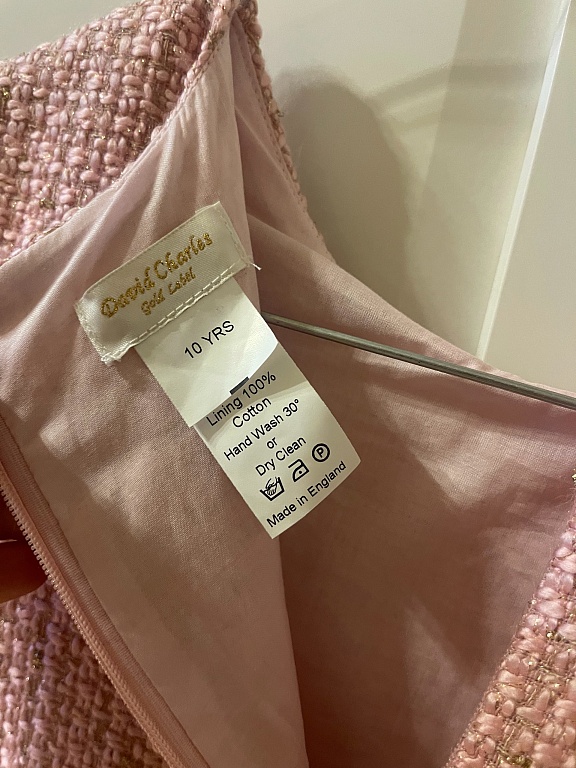 David Charles
Gold Label
10 YRS
Lining 100%
Cotton
Hand Wash 30°
or
Dry Clean
P
Made in England